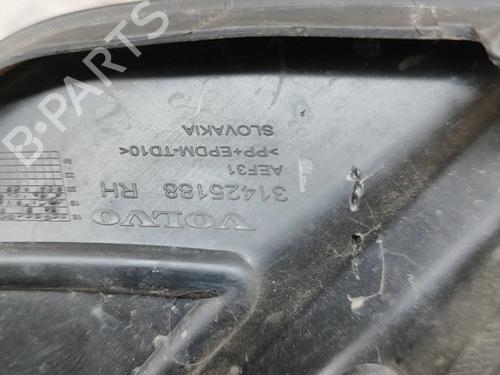 VOLVO
31425188 RH
AEF31
>PP+EPDM-TD10<
SLOVAKIA
B-PARTS